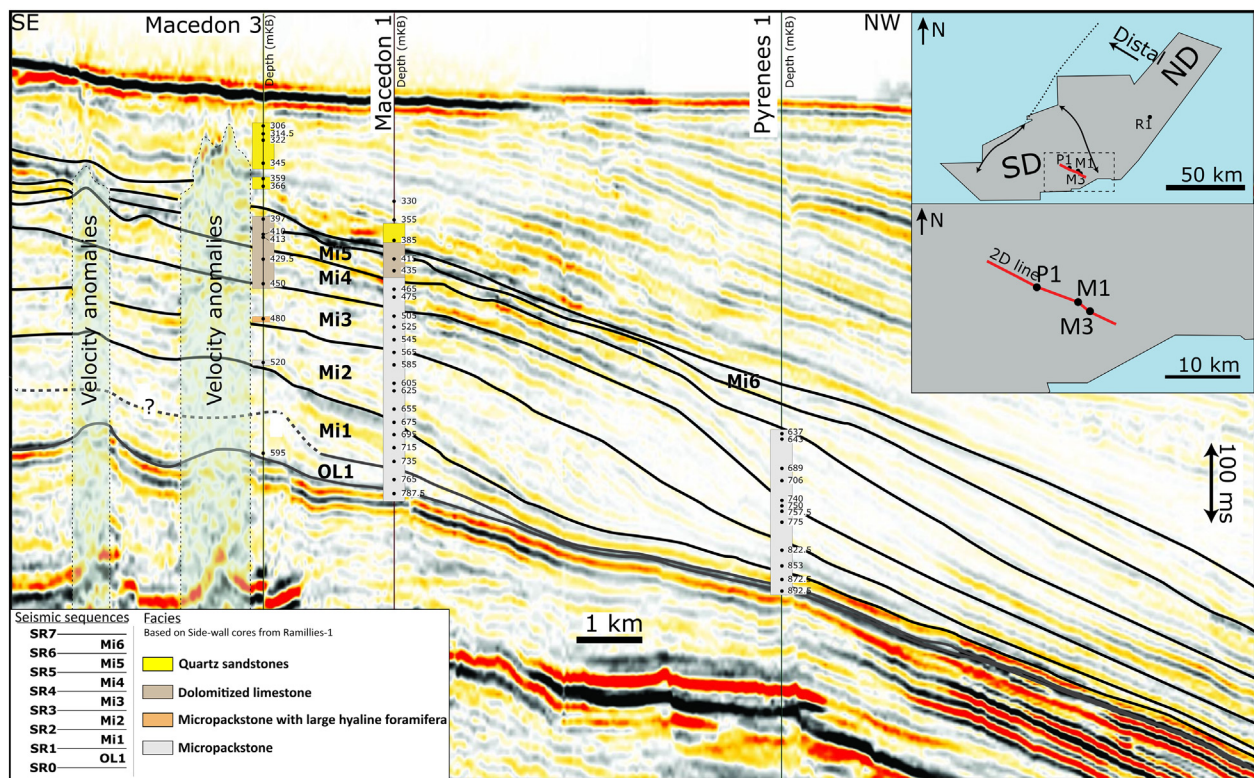 SE
Macedon 3
Depth (mKB)
Macedon 1
Depth (mKB)
Pyrenees 1
Depth (mKB)
NW
306
314.5
322
345
359
366
397
410
413
429.5
450
480
520
595
330
355
385
415
435
465
475
505
525
545
565
585
605
625
655
675
695
715
735
765
787.5
637
643
689
706
740
750
757.5
775
822.5
853
872.5
892.5
Velocity anomalies
Velocity anomalies
?
Mi5
Mi4
Mi3
Mi2
Mi1
OL1
Mi6
1 km
100 ms
N
Distal
ND
R1
SD
P1
M1
M3
50 km
N
2D line
P1
M1
M3
10 km
Seismic sequences
SR7
Mi6
SR6
Mi5
SR5
Mi4
SR4
Mi3
SR3
Mi2
SR2
Mi1
SR1
OL1
SR0
Facies
Based on Side-wall cores from Ramillies-1
Quartz sandstones
Dolomitized limestone
Micropackstone with large hyaline foramifera
Micropackstone